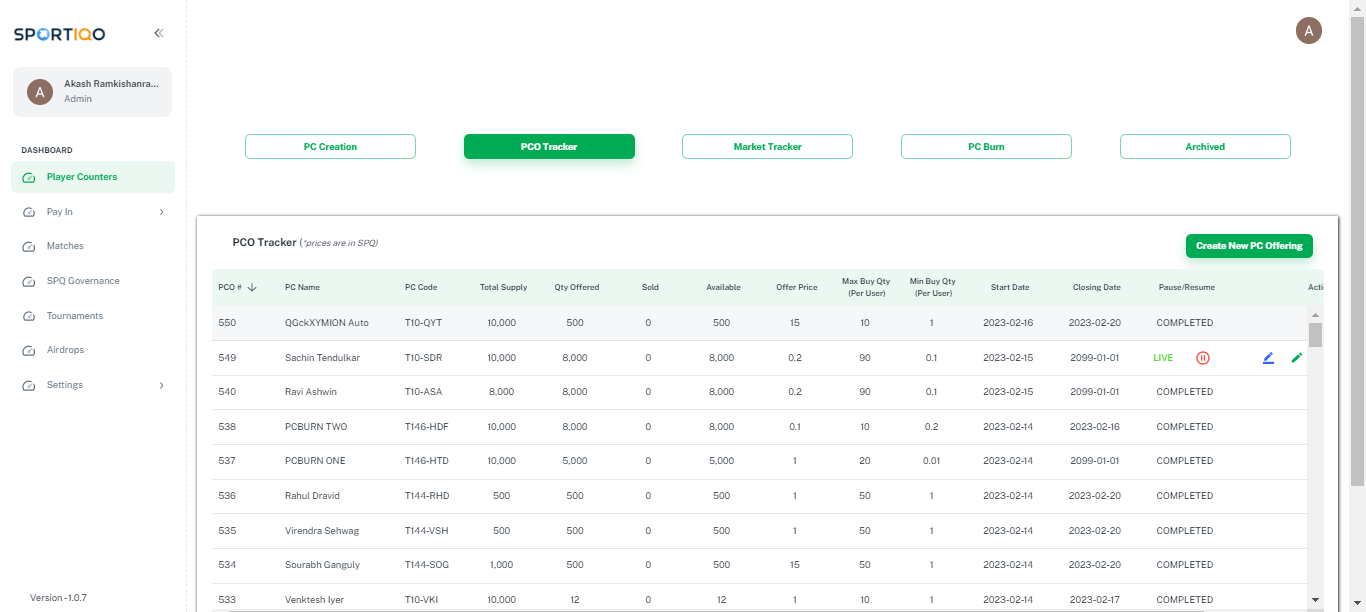 SPORTIQO
A
A
Akash Ramkishanra...
Admin
DASHBOARD
Player Counters
Pay In
Matches
SPQ Governance
Tournaments
Airdrops
Settings
Version -1.0.7
PC Creation
PCO Tracker
Market Tracker
PC Burn
Archived
PCO Tracker (*prices are in SPQ)
Create New PC Offering
PCO # PC Name PC Code Total Supply Qty Offered Sold Available Offer Price Max Buy Qty (Per User) Min Buy Qty (Per User) Start Date Closing Date Pause/Resume Acti
550 QGckXYMION Auto T10-QYT 10,000 500 0 500 15 10 1 2023-02-16 2023-02-20 COMPLETED
549 Sachin Tendulkar T10-SDR 10,000 8,000 0 8,000 0.2 90 0.1 2023-02-15 2099-01-01 LIVE
540 Ravi Ashwin T10-ASA 8,000 8,000 0 8,000 0.2 90 0.1 2023-02-15 2099-01-01 COMPLETED
538 PCBURN TWO T146-HDF 10,000 8,000 0 8,000 0.1 10 0.2 2023-02-14 2023-02-16 COMPLETED
537 PCBURN ONE T146-HTD 10,000 5,000 0 5,000 1 20 0.01 2023-02-14 2099-01-01 COMPLETED
536 Rahul Dravid T144-RHD 500 500 0 500 1 50 1 2023-02-14 2023-02-20 COMPLETED
535 Virendra Sehwag T144-VSH 500 500 0 500 1 50 1 2023-02-14 2023-02-20 COMPLETED
534 Sourabh Ganguly T144-SOG 1,000 500 0 500 15 50 1 2023-02-14 2023-02-20 COMPLETED
533 Venktesh Iyer T10-VKI 10,000 12 0 12 1 10 1 2023-02-14 2023-02-17 COMPLETED